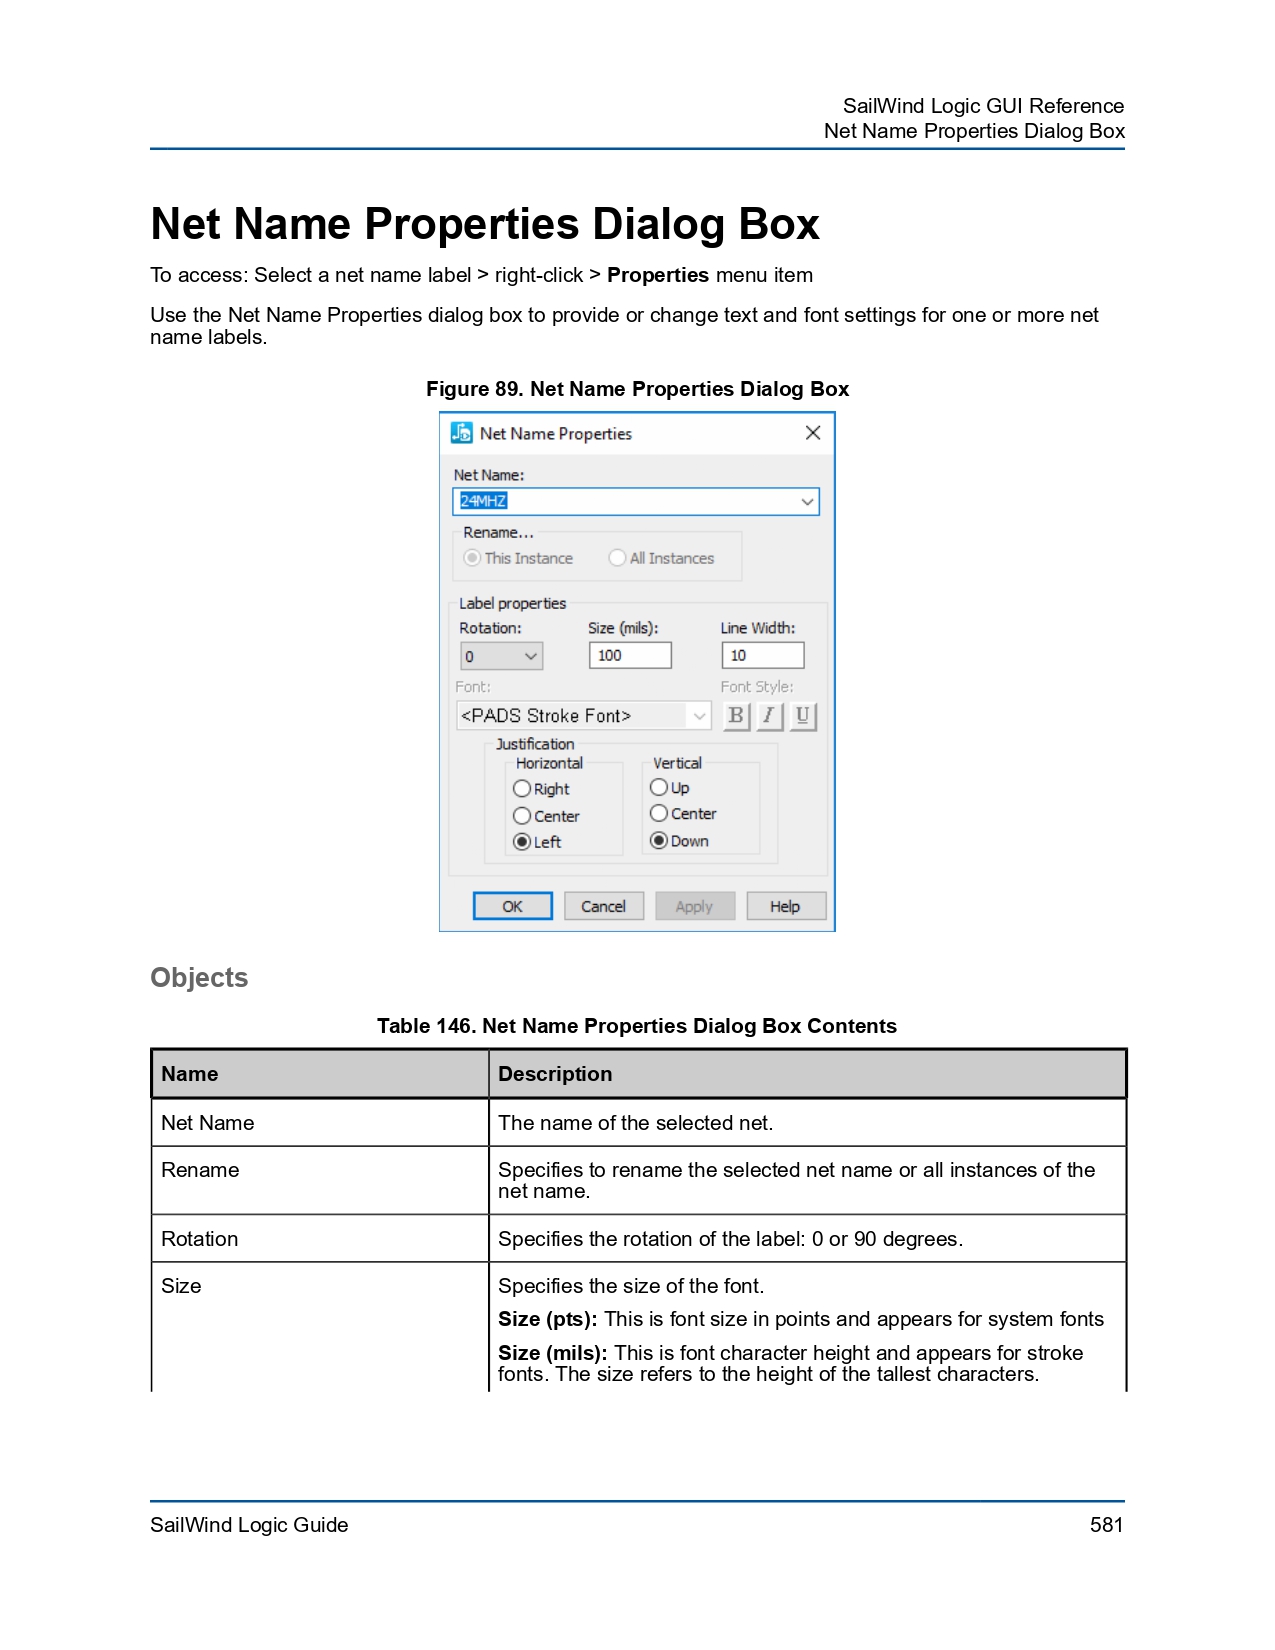 SailWind Logic GUI Reference
Net Name Properties Dialog Box
Net Name Properties Dialog Box
To access: Select a net name label > right-click > Properties menu item
Use the Net Name Properties dialog box to provide or change text and font settings for one or more net
name labels.
Figure 89. Net Name Properties Dialog Box
Net Name Properties
Net Name:
24MHZ
Rename...
This Instance All Instances
Label properties
Rotation: Size (mils): Line Width:
0 100 10
Font: Font Style:
<PADS Stroke Font> B I U
Justification
Horizontal Vertical
Right Up
Center Center
Left Down
OK Cancel Apply Help
Objects
Table 146. Net Name Properties Dialog Box Contents
Name Description
Net Name The name of the selected net.
Rename Specifies to rename the selected net name or all instances of the
net name.
Rotation Specifies the rotation of the label: 0 or 90 degrees.
Size Specifies the size of the font.
Size (pts): This is font size in points and appears for system fonts
Size (mils): This is font character height and appears for stroke
fonts. The size refers to the height of the tallest characters.
SailWind Logic Guide 581